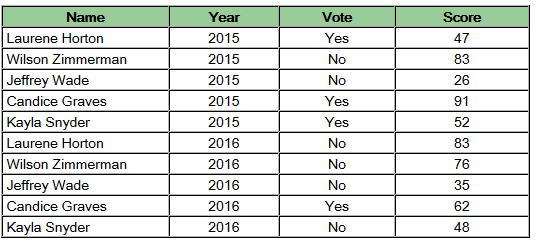 Name Year Vote Score
Laurene Horton 2015 Yes 47
Wilson Zimmerman 2015 No 83
Jeffrey Wade 2015 No 26
Candice Graves 2015 Yes 91
Kayla Snyder 2015 Yes 52
Laurene Horton 2016 No 83
Wilson Zimmerman 2016 No 76
Jeffrey Wade 2016 No 35
Candice Graves 2016 Yes 62
Kayla Snyder 2016 No 48